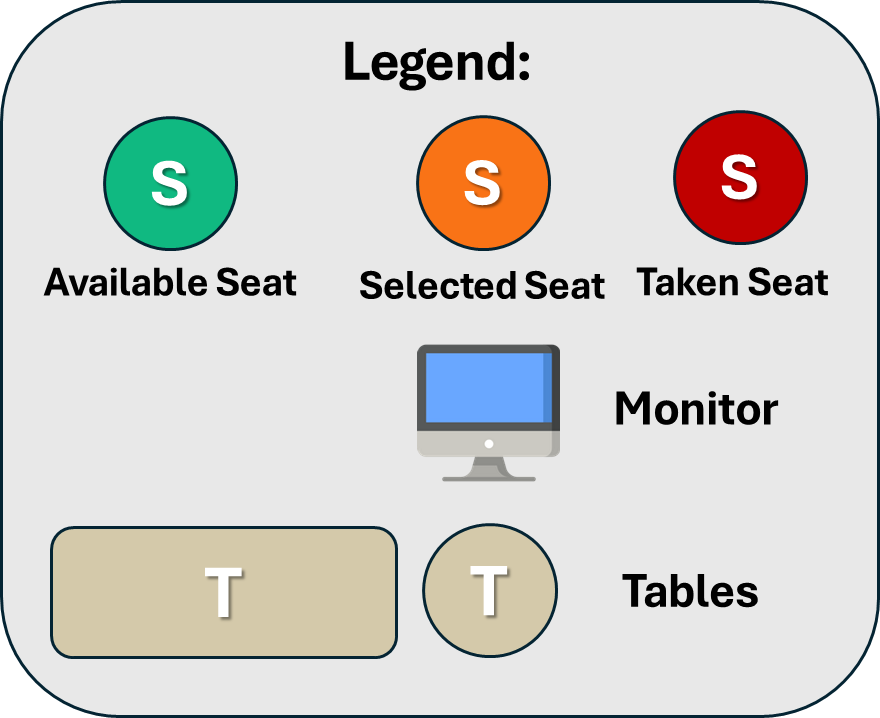 Legend:
S S S
Available Seat Selected Seat Taken Seat
Monitor
T T Tables